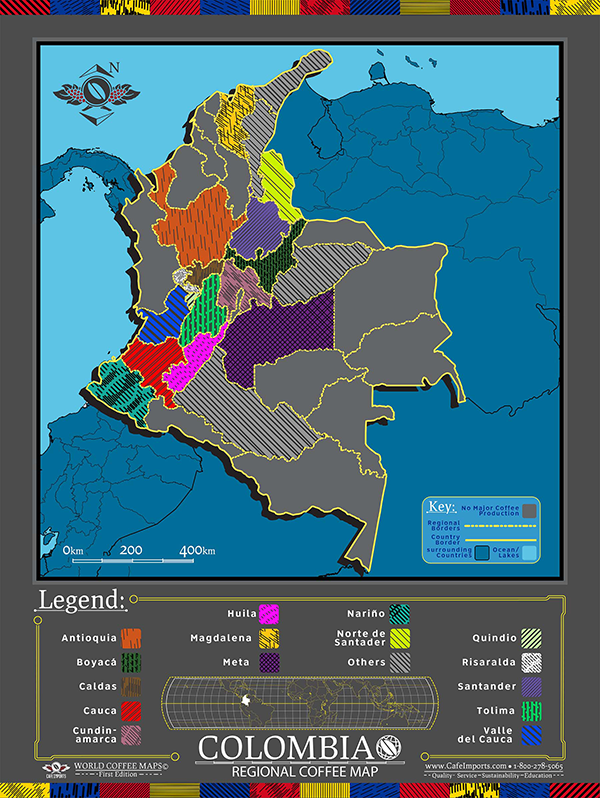 N
Key:
No Major Coffee
Production
Regional
Borders
Country
Border
surrounding
Countries
Ocean/
Lakes
0km 200 400km
Legend:
Huila
Nariño
Antioquia
Magdalena
Norte de
Santader
Quindio
Boyacá
Meta
Others
Risaralda
Caldas
Santander
Cauca
Tolima
Cundin-
amarca
Valle
del Cauca
COLOMBIA
REGIONAL COFFEE MAP
CAFE IMPORTS
WORLD COFFEE MAPS©
First Edition
www.CafeImports.com • 1-800-278-5065
Quality - Service - Sustainability - Education